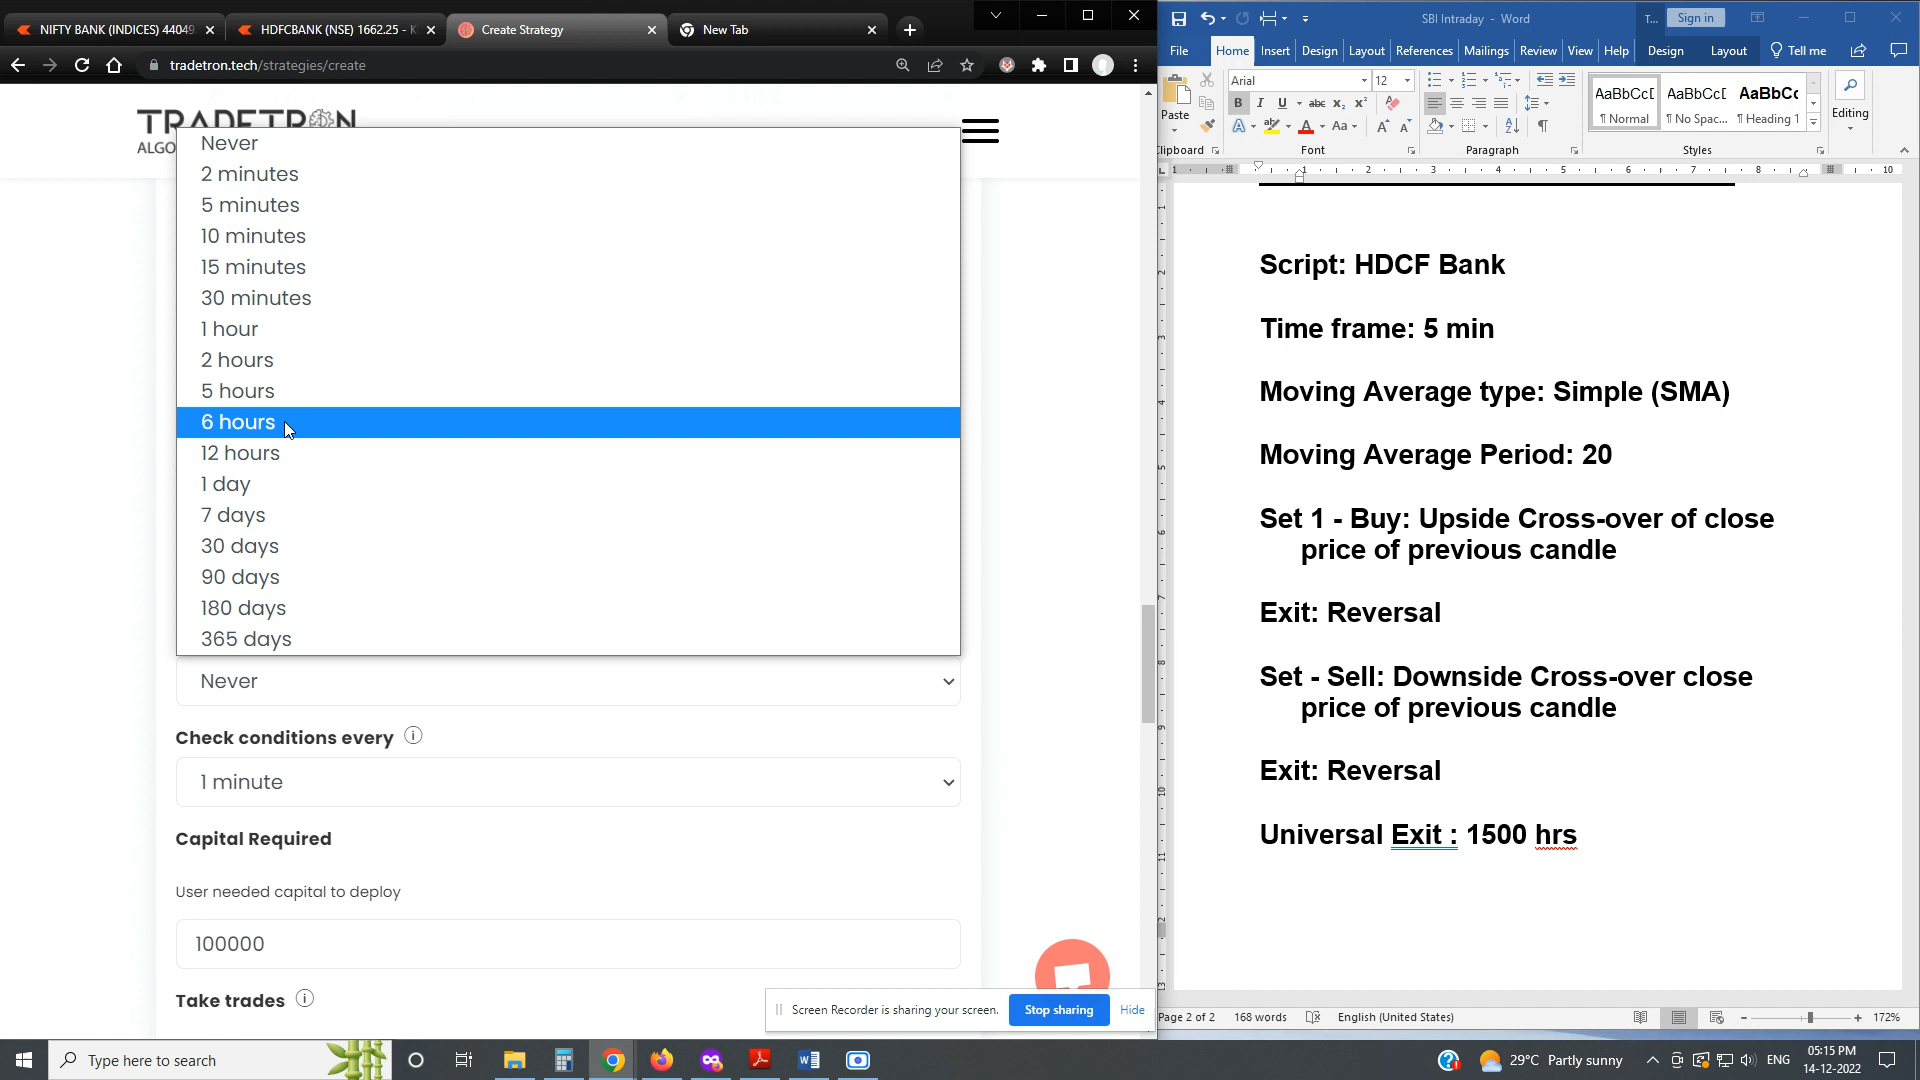 NIFTY BANK (INDICES) 44049
HDFCBANK (NSE) 1662.25 - K
Create Strategy
New Tab
tradetron.tech/strategies/create
TRADETRON
ALGO
Never
2 minutes
5 minutes
10 minutes
15 minutes
30 minutes
1 hour
2 hours
5 hours
6 hours
12 hours
1 day
7 days
30 days
90 days
180 days
365 days
Never
Check conditions every
1 minute
Capital Required
User needed capital to deploy
100000
Take trades
Screen Recorder is sharing your screen.
Stop sharing
Hide
SBI Intraday - Word
T...
Sign in
File
Home
Insert
Design
Layout
References
Mailings
Review
View
Help
Design
Layout
Tell me
Paste
Arial
12
AaBbCcI
AaBbCcI
AaBbCc
¶ Normal
¶ No Spac...
¶ Heading 1
Editing
lipboard
Font
Paragraph
Styles
Script: HDCF Bank
Time frame: 5 min
Moving Average type: Simple (SMA)
Moving Average Period: 20
Set 1 - Buy: Upside Cross-over of close
price of previous candle
Exit: Reversal
Set - Sell: Downside Cross-over close
price of previous candle
Exit: Reversal
Universal Exit : 1500 hrs
Page 2 of 2
168 words
English (United States)
172%
Type here to search
29°C Partly sunny
ENG
05:15 PM
14-12-2022